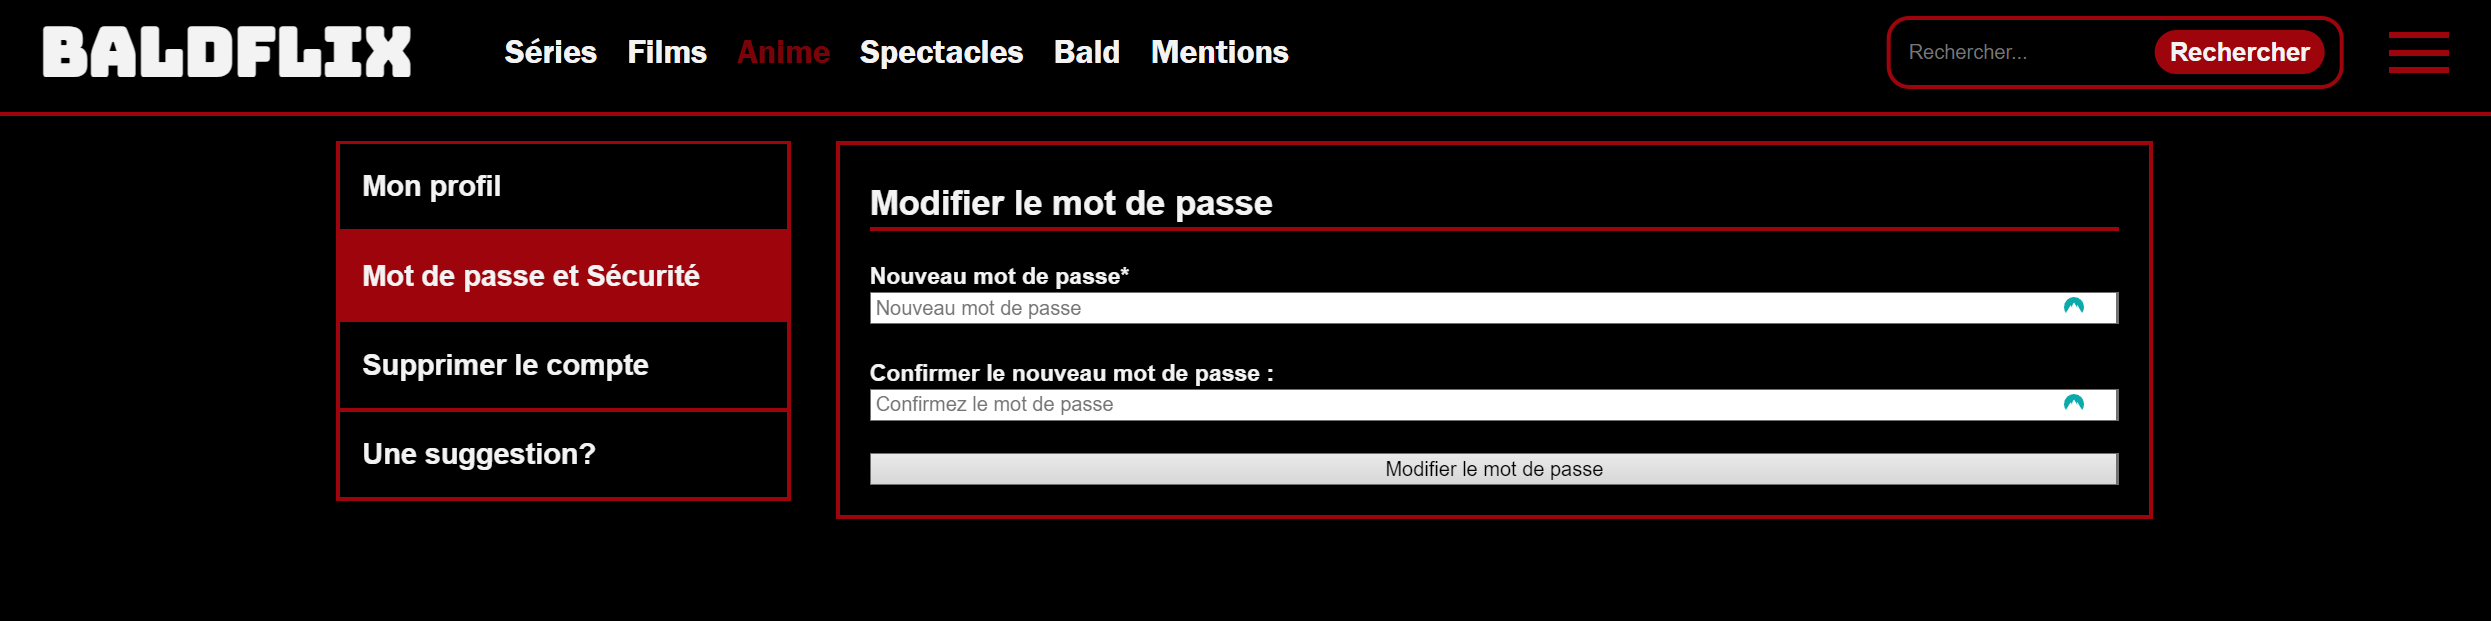 BALDFLIX
Séries Films Anime Spectacles Bald Mentions
Rechercher... Rechercher
Mon profil
Mot de passe et Sécurité
Supprimer le compte
Une suggestion?
Modifier le mot de passe
Nouveau mot de passe*
Nouveau mot de passe
Confirmer le nouveau mot de passe :
Confirmez le mot de passe
Modifier le mot de passe